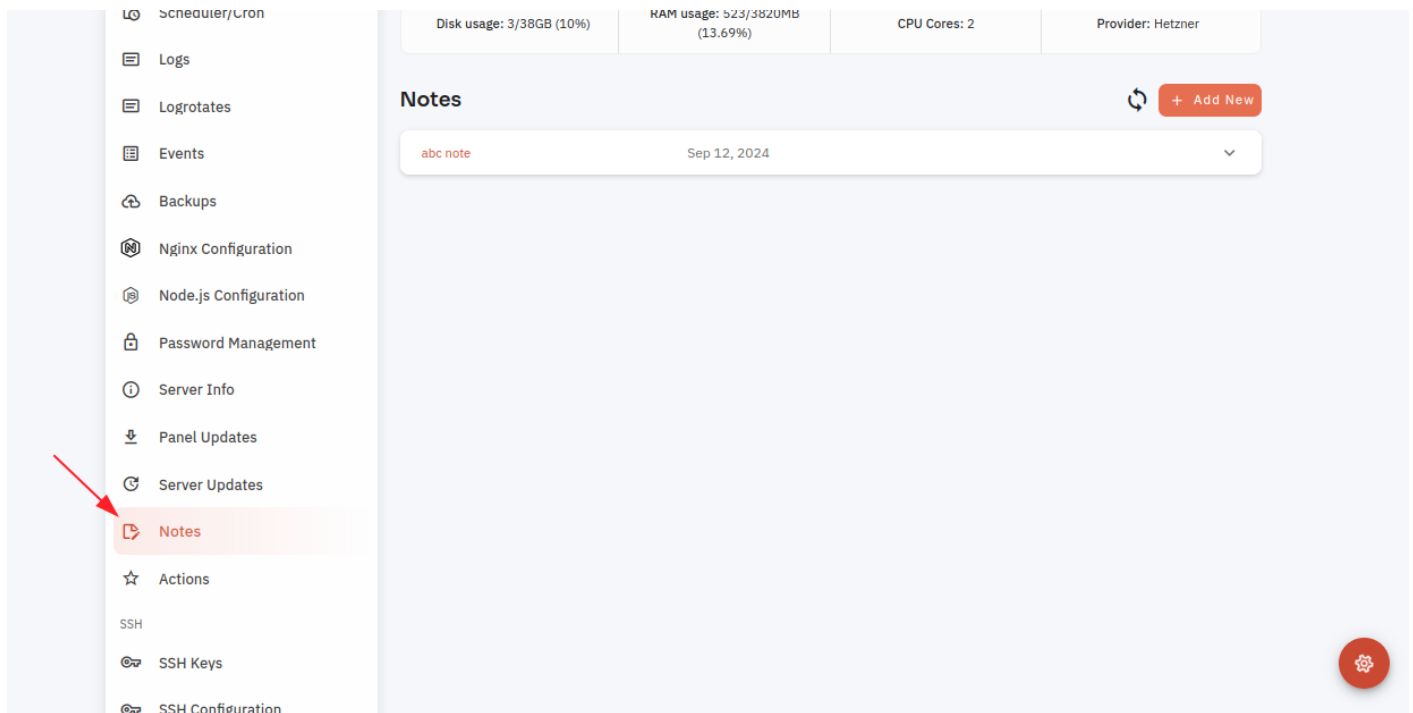 Scheduler/Cron
Logs
Logrotates
Events
Backups
Nginx Configuration
Node.js Configuration
Password Management
Server Info
Panel Updates
Server Updates
Notes
Actions
SSH
SSH Keys
SSH Configuration
Disk usage: 3/38GB (10%)
RAM usage: 523/3820MB
(13.69%)
CPU Cores: 2
Provider: Hetzner
Notes
+ Add New
abc note Sep 12, 2024